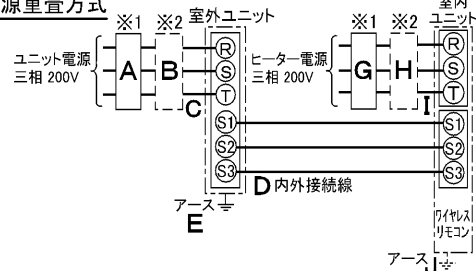 源重畳方式
※1 ※2 室外ユニット ※1 ※2 室内
ユニット
ユニット電源
三相 200V
A B C
R
S
T
S1
S2
S3
ヒーター電源
三相 200V
G H I
R
S
T
S1
S2
S3
D 内外接続線
アース
E
ワイヤレス
リモコン
アース
J